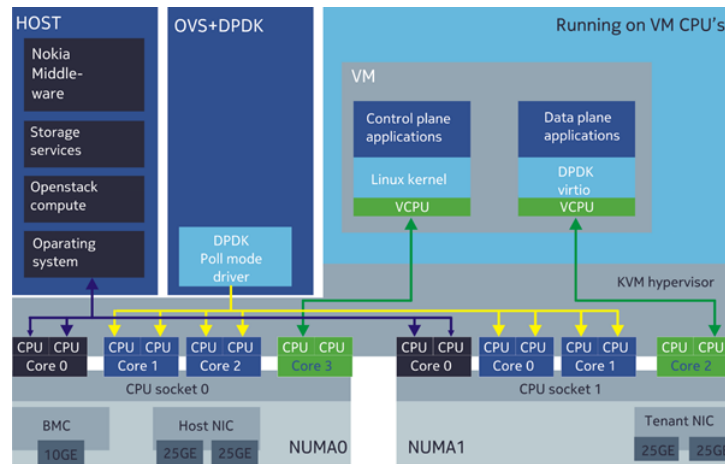 HOST
Nokia
Middle-
ware
Storage
services
Openstack
compute
Oparating
system
OVS+DPDK
DPDK
Poll mode
driver
Running on VM CPU's
VM
Control plane
applications
Linux kernel
VCPU
Data plane
applications
DPDK
virtio
VCPU
KVM hypervisor
CPU CPU
Core 0
CPU CPU
Core 1
CPU CPU
Core 2
CPU CPU
Core 3
CPU CPU
Core 0
CPU CPU
Core 0
CPU CPU
Core 1
CPU CPU
Core 2
CPU socket 0
CPU socket 1
BMC
10GE
Host NIC
25GE
25GE
NUMA0
NUMA1
Tenant NIC
25GE
25GE